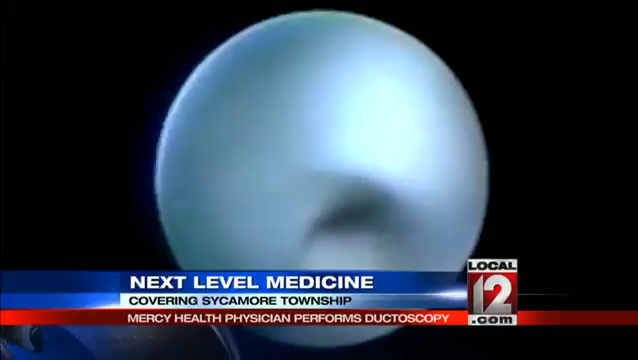 NEXT LEVEL MEDICINE
COVERING SYCAMORE TOWNSHIP
MERCY HEALTH PHYSICIAN PERFORMS DUCTOSCOPY
LOCAL
12
.com